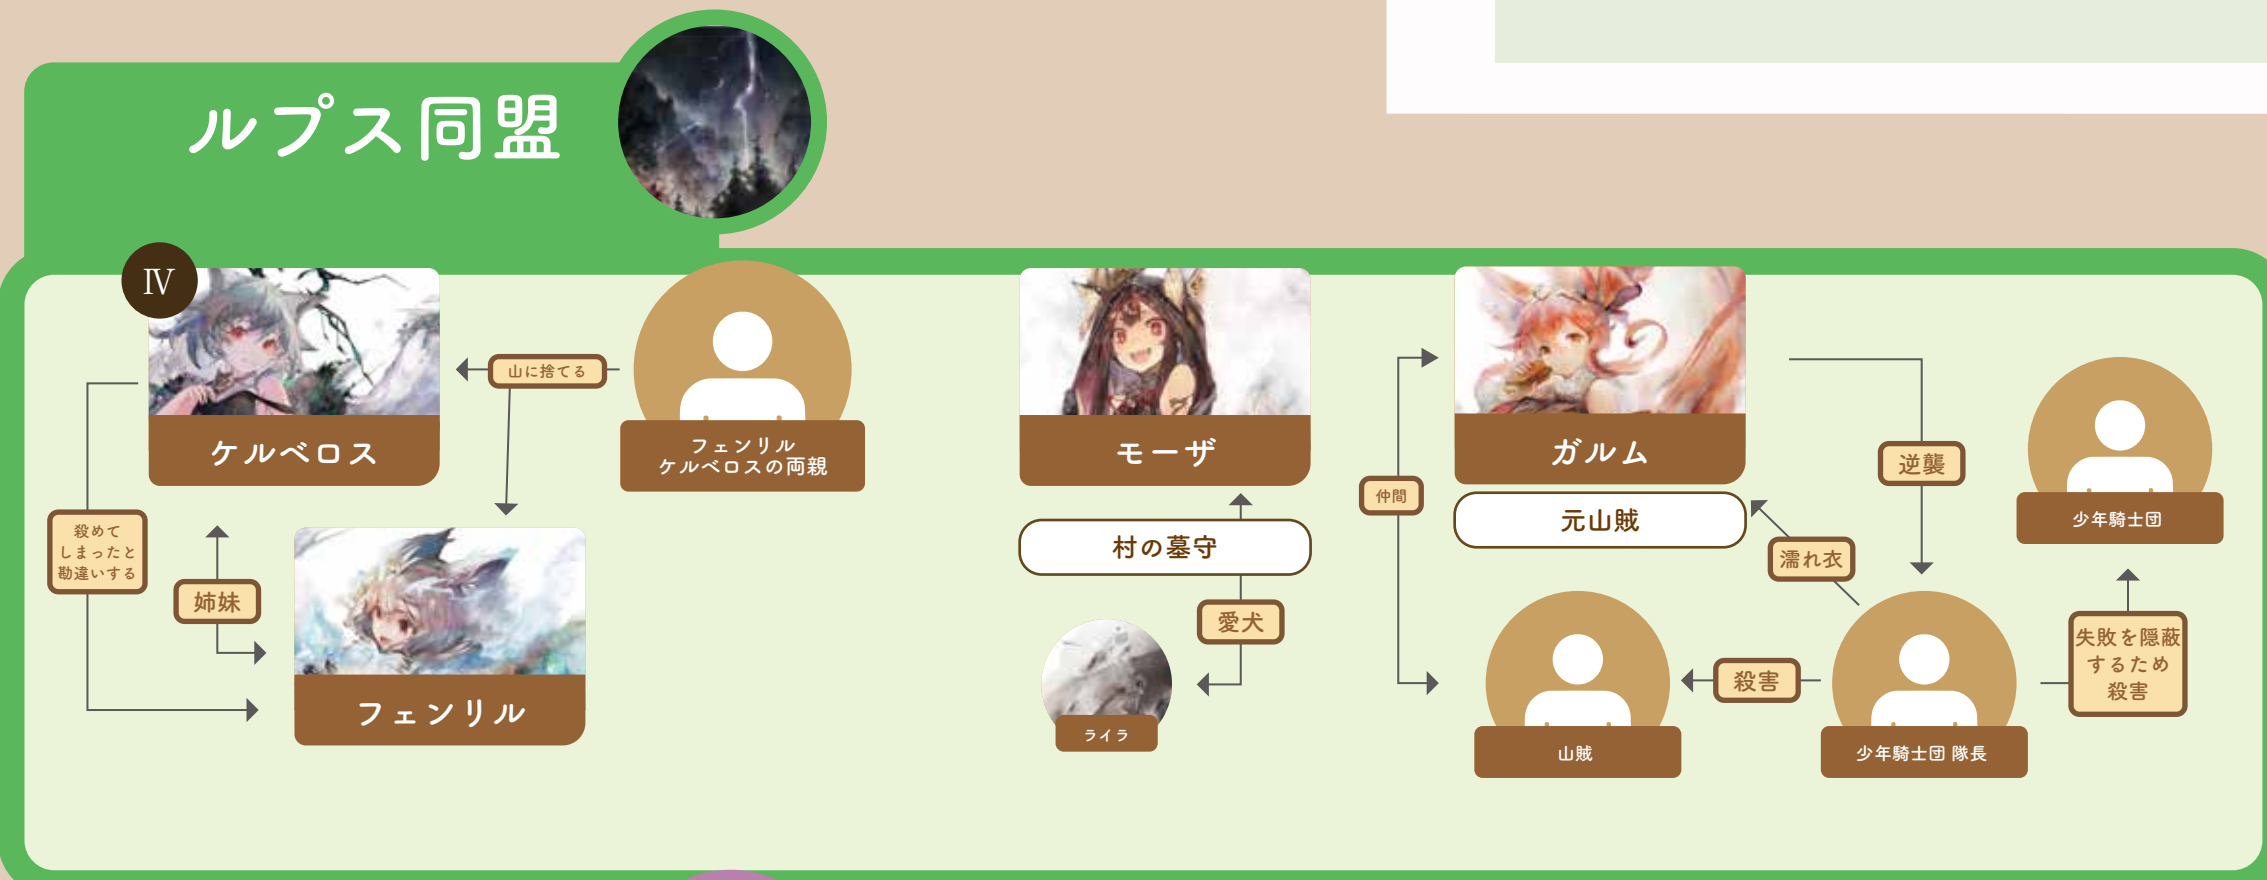 ルプス同盟
Ⅳ
ケルベロス
山に捨てる
フェンリル
ケルベロスの両親
殺めて
しまったと
勘違いする
姉妹
フェンリル
モーザ
村の墓守
愛犬
ライラ
ガルム
元山賊
仲間
逆襲
濡れ衣
少年騎士団
山賊
殺害
少年騎士団 隊長
失敗を隠蔽
するため
殺害